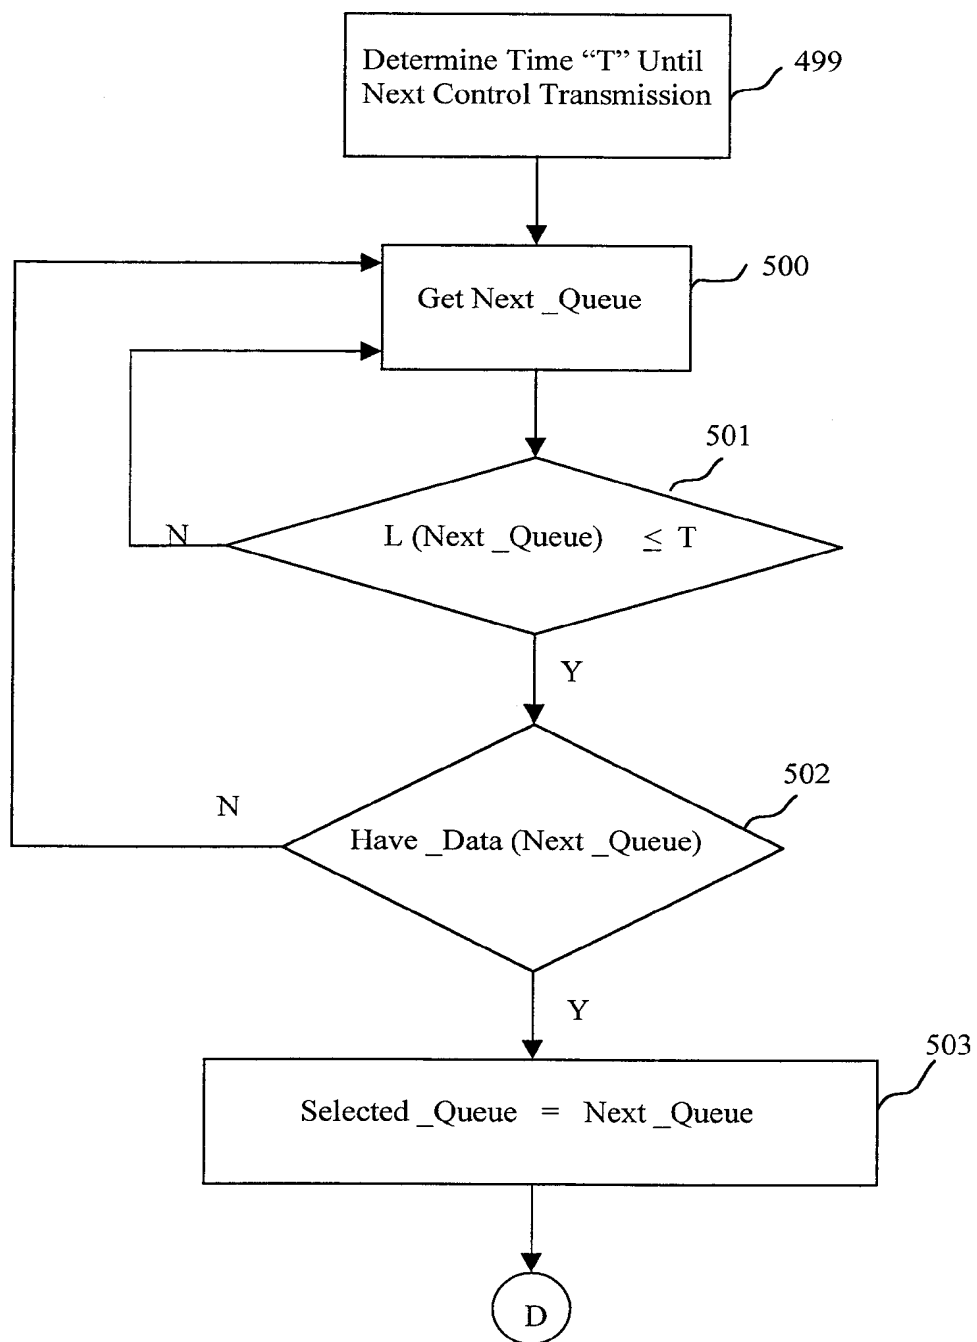 Determine Time “T” Until
Next Control Transmission
499
Get Next _Queue
500
501
L (Next _Queue) ≤ T
N
Y
502
N
Have _Data (Next _Queue)
Y
503
Selected _Queue = Next _Queue
D